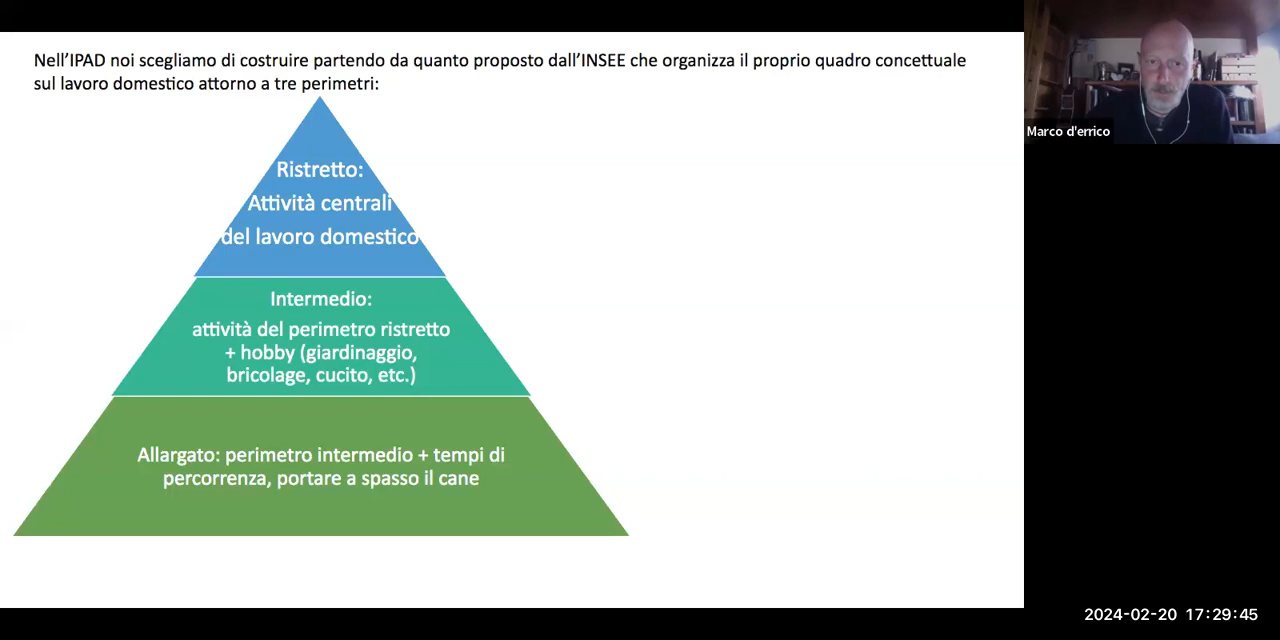 Nell'IPAD noi scegliamo di costruire partendo da quanto proposto dall'INSEE che organizza il proprio quadro concettuale
sul lavoro domestico attorno a tre perimetri:
Ristretto:
Attività centrali
del lavoro domestico
Intermedio:
attività del perimetro ristretto
+ hobby (giardinaggio,
bricolage, cucito, etc.)
Allargato: perimetro intermedio + tempi di
percorrenza, portare a spasso il cane
Marco d'errico
2024-02-20 17:29:45